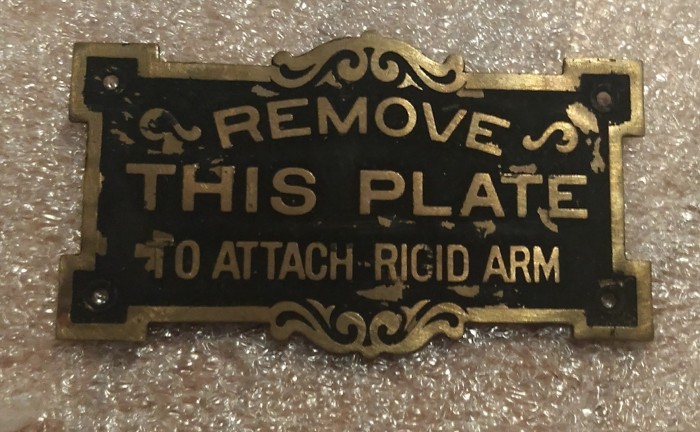 REMOVE
THIS PLATE
TO ATTACH RIGID ARM